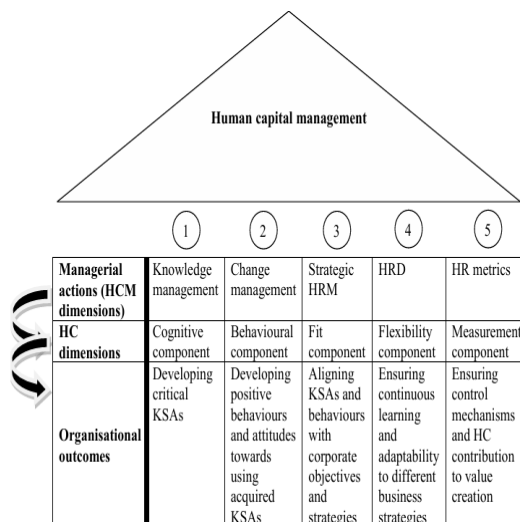 Human capital management
1 2 3 4 5
Managerial
actions (HCM
dimensions)
Knowledge
management
Change
management
Strategic
HRM
HRD
HR metrics
HC
dimensions
Cognitive
component
Behavioural
component
Fit
component
Flexibility
component
Measurement
component
Organisational
outcomes
Developing
critical
KSAs
Developing
positive
behaviours
and attitudes
towards
using
acquired
KSAs
Aligning
KSAs and
behaviours
with
corporate
objectives
and
strategies
Ensuring
continuous
learning
and
adaptability
to different
business
strategies
Ensuring
control
mechanisms
and HC
contribution
to value
creation